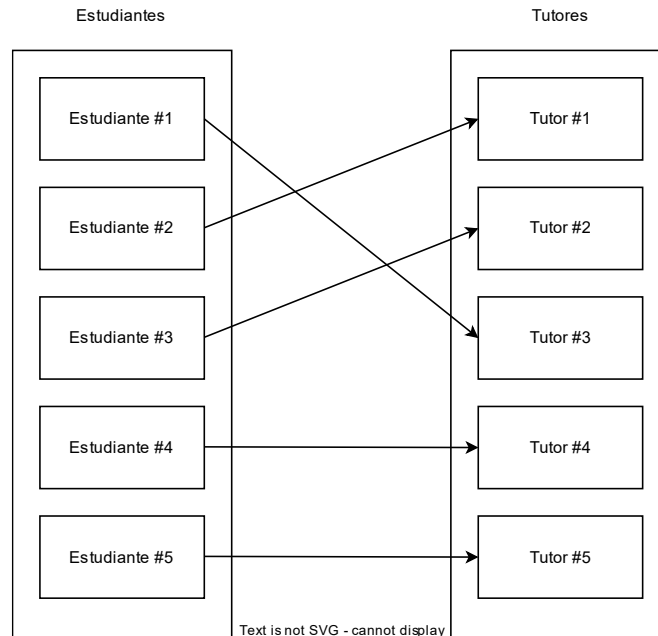 Estudiantes
Tutores
Estudiante #1
Tutor #1
Estudiante #2
Tutor #2
Estudiante #3
Tutor #3
Estudiante #4
Tutor #4
Estudiante #5
Tutor #5
Text is not SVG - cannot display